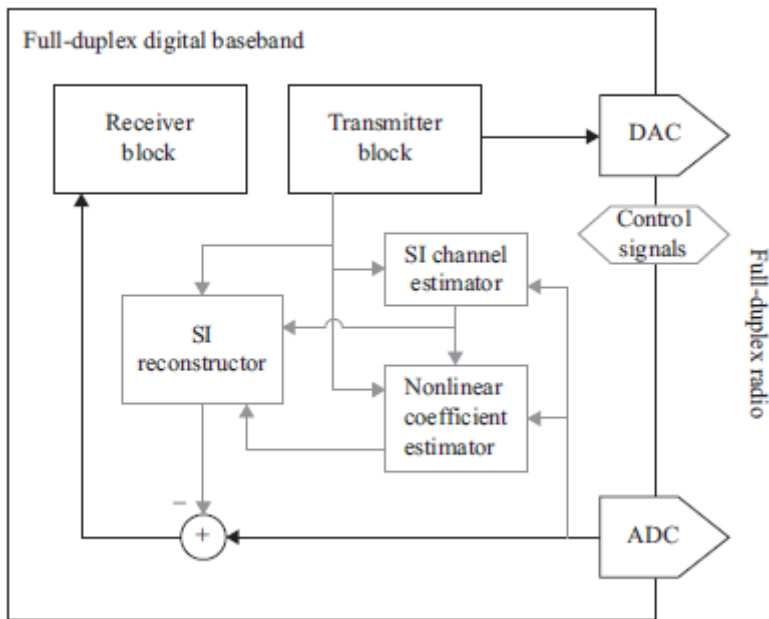 Full-duplex digital baseband
Receiver
block
Transmitter
block
DAC
Control
signals
SI channel
estimator
SI
reconstructor
Nonlinear
coefficient
estimator
Full-duplex radio
−
+
ADC